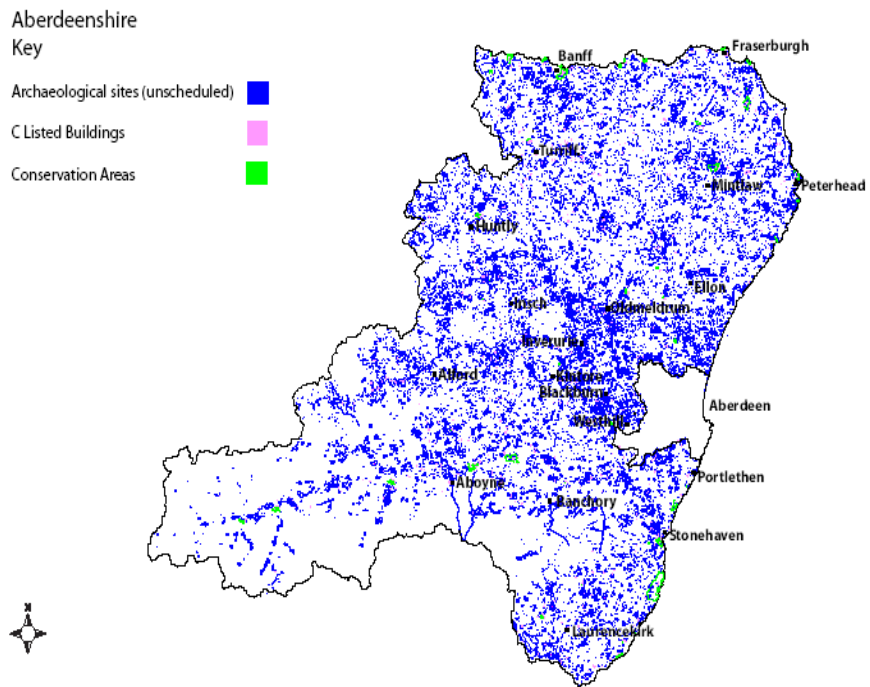 Aberdeenshire
Key
Archaeological sites (unscheduled)
C Listed Buildings
Conservation Areas
Banff
Fraserburgh
Turriff
Mintlaw
Peterhead
Huntly
Ellon
Insch
Oldmeldrum
Inverurie
Alford
Kintore
Blackburn
Aberdeen
Westhill
Portlethen
Aboyne
Banchory
Stonehaven
Laurencekirk
N